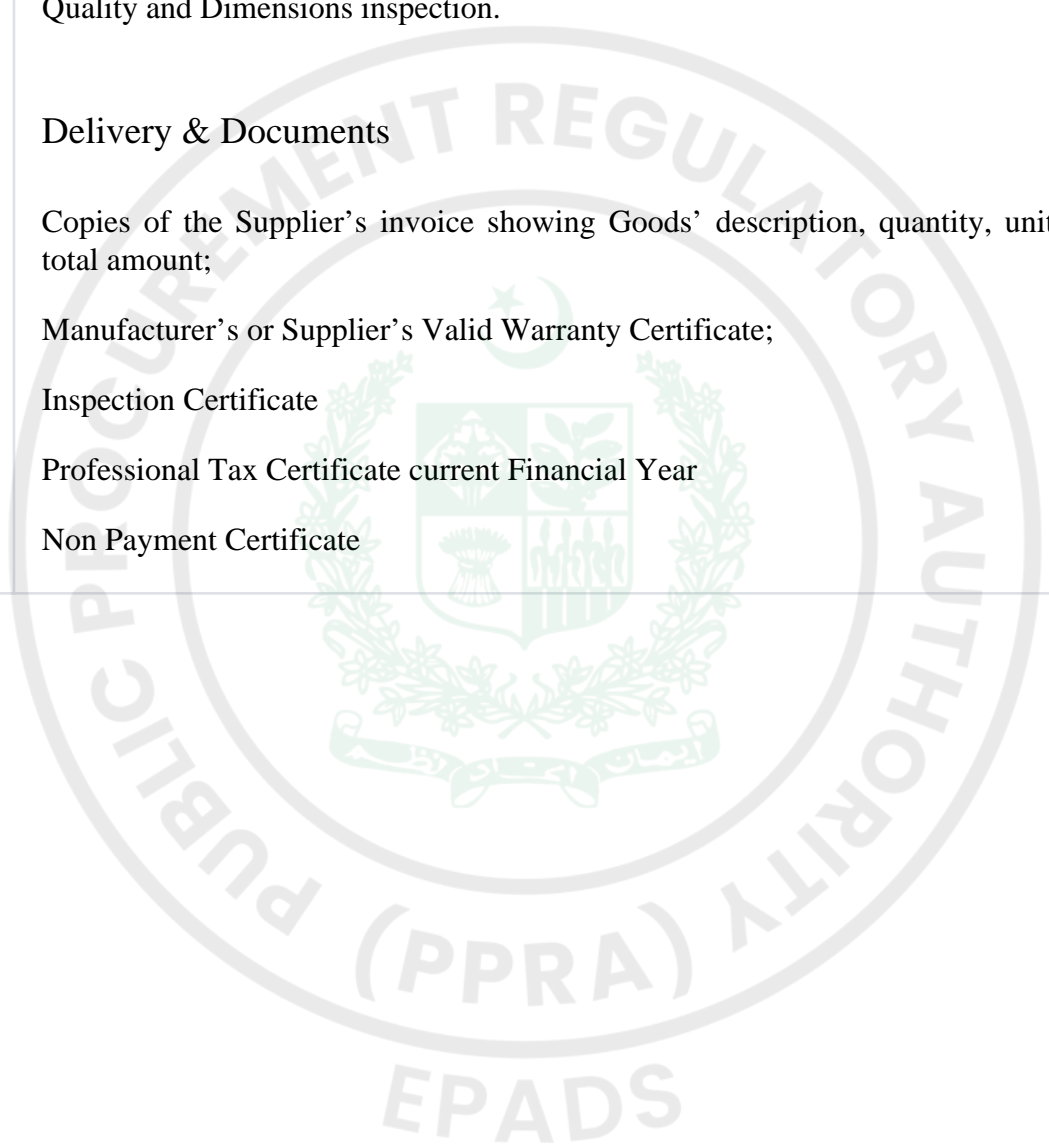 Quality and Dimensions inspection.
Delivery & Documents
Copies of the Supplier’s invoice showing Goods’ description, quantity, unit
total amount;
Manufacturer’s or Supplier’s Valid Warranty Certificate;
Inspection Certificate
Professional Tax Certificate current Financial Year
Non Payment Certificate
PUBLIC PROCUREMENT REGULATORY AUTHORITY
(PPRA)
EPADS